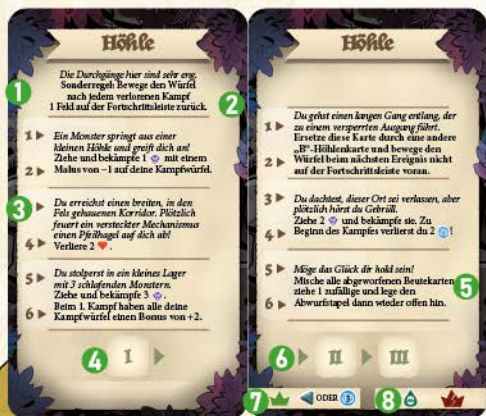 Höhle
1
Die Durchgänge hier sind sehr eng.
Sonderregel: Bewege den Würfel
nach jedem verlorenen Kampf
1 Feld auf der Fortschrittsleiste zurück.
1
Ein Monster springt aus einer
kleinen Höhle und greift dich an!
Ziehe und bekämpfe 1 mit einem
2
Malus von −1 auf deine Kampfwürfel.
3
Du erreichst einen breiten, in den
Fels gehauenen Korridor. Plötzlich
feuert ein versteckter Mechanismus
einen Pfeilhagel auf dich ab!
4
Verliere 2 .
5
Du stolperst in ein kleines Lager
mit 3 schlafenden Monstern.
Ziehe und bekämpfe 3 .
Beim 1. Kampf haben alle deine
6
Kampfwürfel einen Bonus von +2.
4
I
Höhle
2
1
Du gehst einen langen Gang entlang, der
zu einem versperrten Ausgang führt.
Ersetze diese Karte durch eine andere
„B“-Höhlenkarte und bewege den
2
Würfel beim nächsten Ereignis nicht
auf der Fortschrittsleiste voran.
3
Du dachtest, dieser Ort sei verlassen, aber
plötzlich hörst du Gebrüll.
Ziehe 2 und bekämpfe sie. Zu
4
Beginn des Kampfes verlierst du 2 !
5
Möge das Glück dir hold sein!
Mische alle abgeworfenen Beutekarten,
ziehe 1 zufällige und lege den
6
Abwurfstapel dann wieder offen hin.
5
6
II
III
7
ODER 3
8